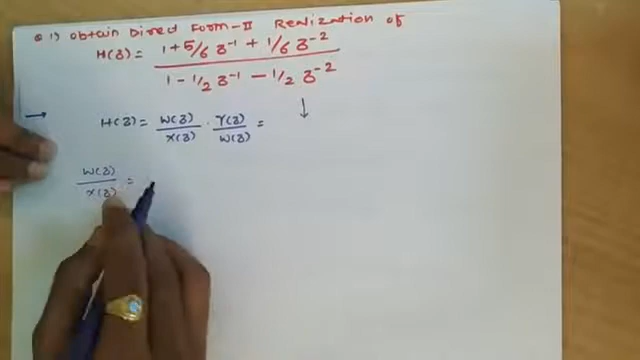 Q 1) Obtain Direct Form-II Realization of
H(z) = 1 + 5/6 z⁻¹ + 1/6 z⁻²
1 - 1/2 z⁻¹ - 1/2 z⁻²
→ H(z) = W(z)/X(z) · Y(z)/W(z) = ↓
W(z)/X(z) =